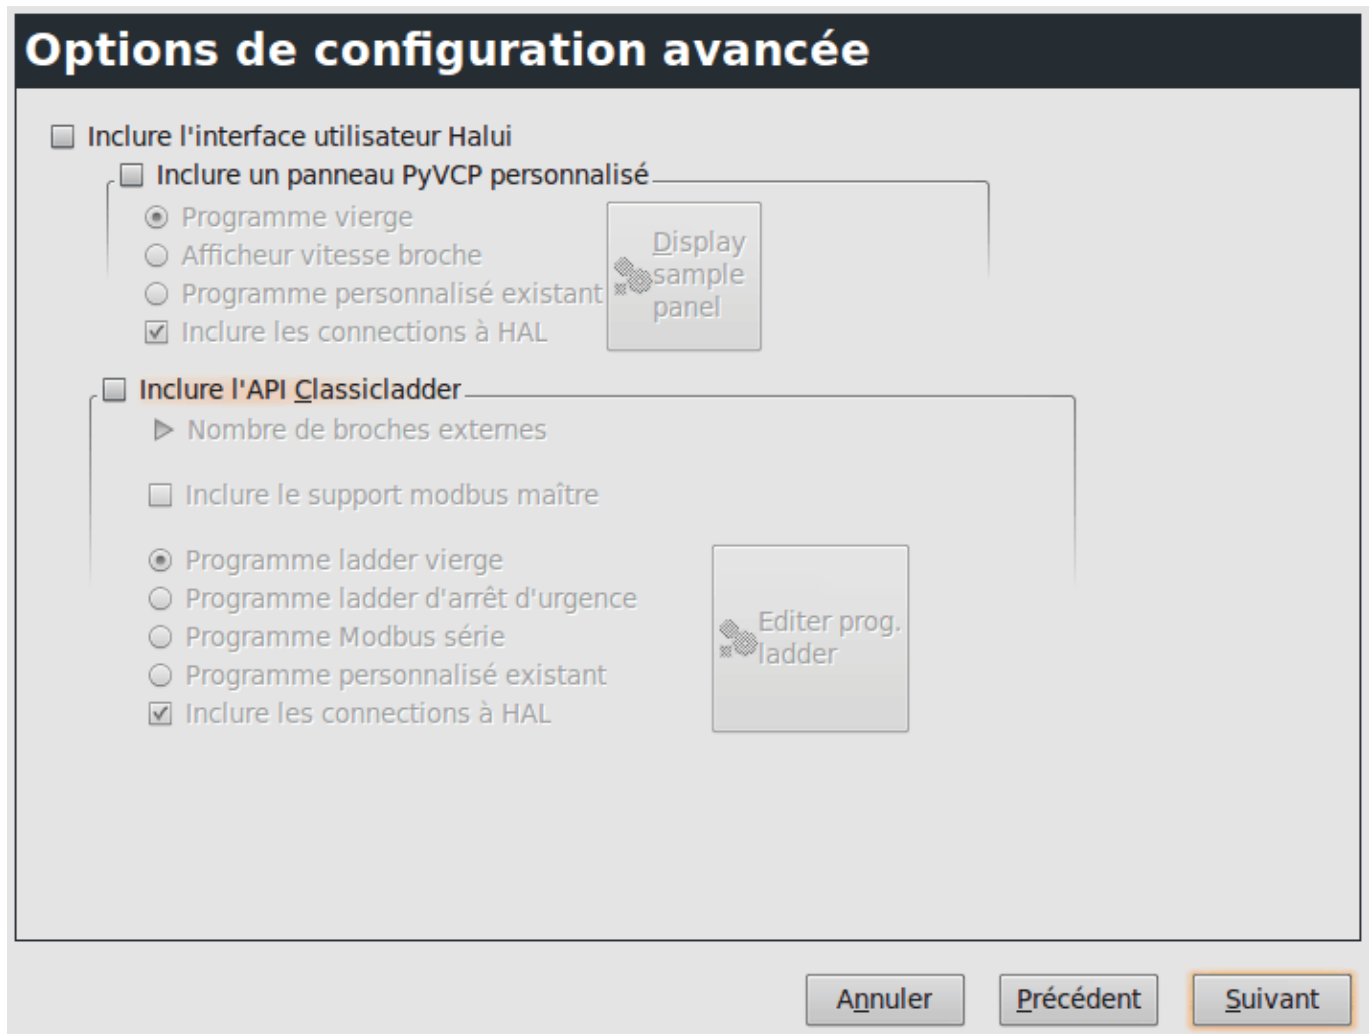 Options de configuration avancée
Inclure l'interface utilisateur Halui
Inclure un panneau PyVCP personnalisé
Programme vierge
Afficheur vitesse broche
Programme personnalisé existant
Inclure les connections à HAL
Display
sample
panel
Inclure l'API Classicladder
Nombre de broches externes
Inclure le support modbus maître
Programme ladder vierge
Programme ladder d'arrêt d'urgence
Programme Modbus série
Programme personnalisé existant
Inclure les connections à HAL
Editer prog.
ladder
Annuler
Précédent
Suivant